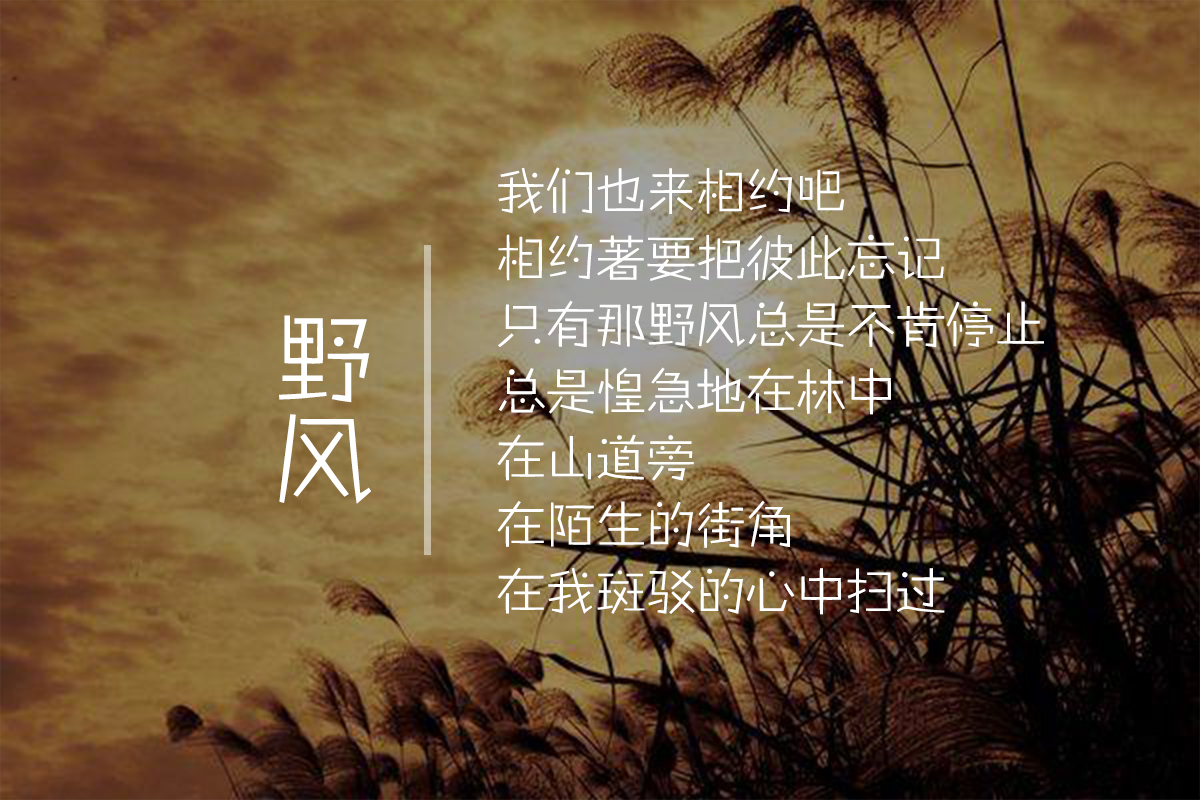 野风
我们也来相约吧
相约著要把彼此忘记
只有那野风总是不肯停止
总是惶急地在林中
在山道旁
在陌生的街角
在我斑驳的心中扫过